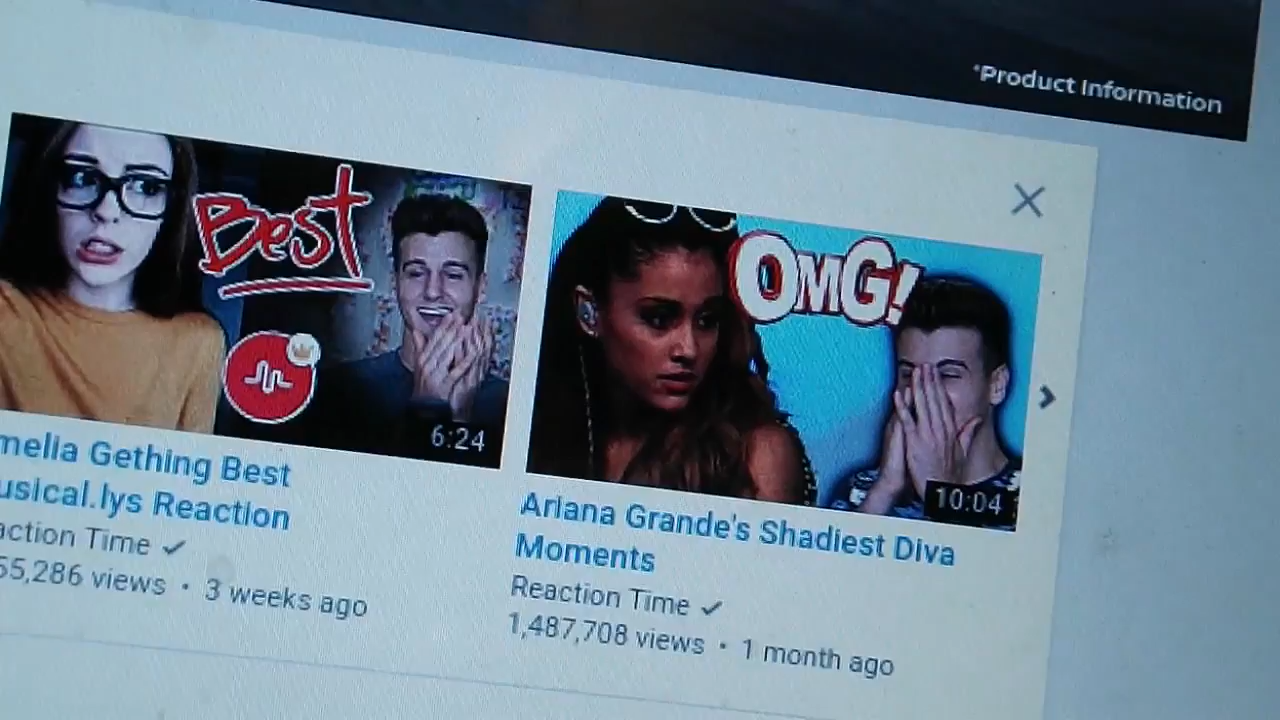 *Product Information
Best
6:24
OMG!
10:04
melia Gething Best
usical.lys Reaction
action Time
55,286 views • 3 weeks ago
Ariana Grande's Shadiest Diva
Moments
Reaction Time
1,487,708 views • 1 month ago